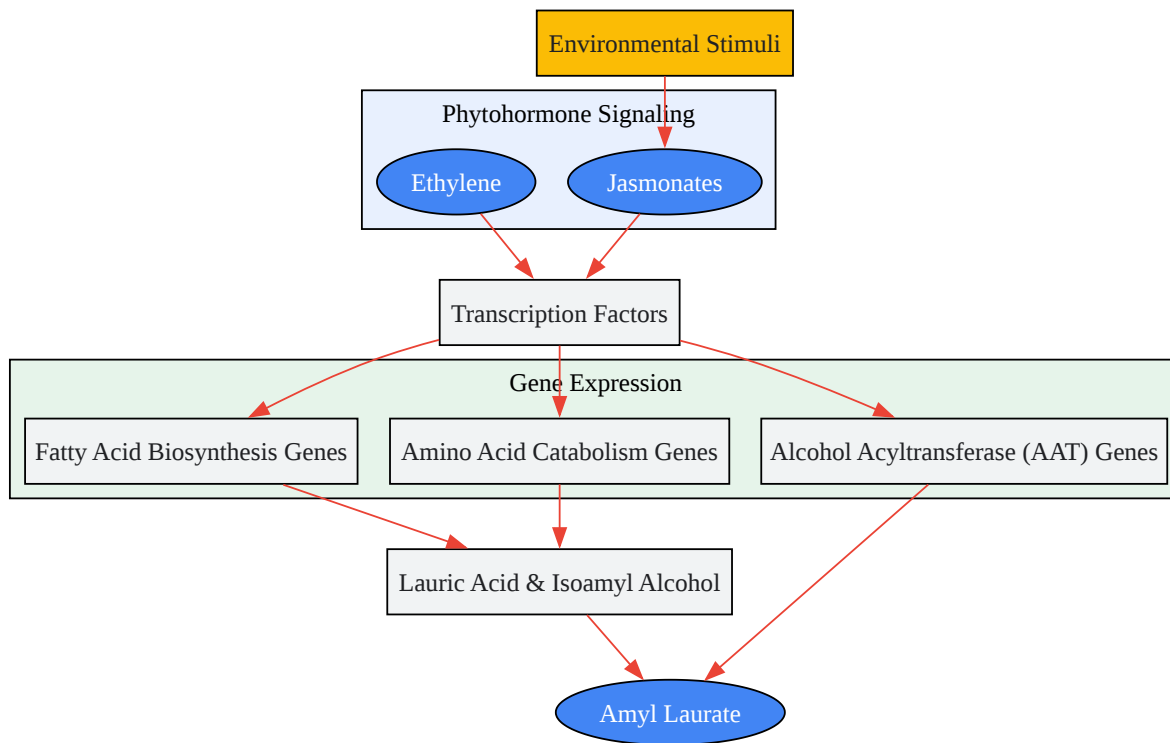 Environmental Stimuli
Phytohormone Signaling
Ethylene
Jasmonates
Transcription Factors
Gene Expression
Fatty Acid Biosynthesis Genes
Amino Acid Catabolism Genes
Alcohol Acyltransferase (AAT) Genes
Lauric Acid & Isoamyl Alcohol
Amyl Laurate